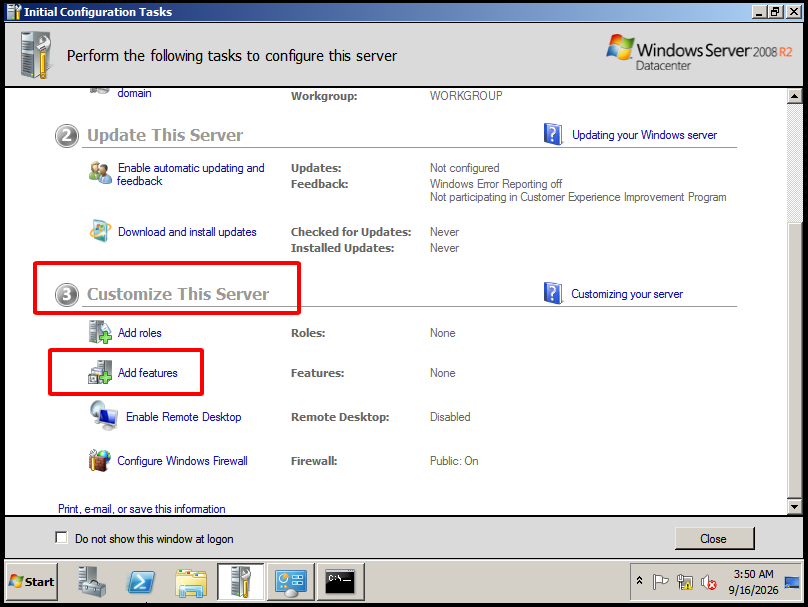 Initial Configuration Tasks
Perform the following tasks to configure this server
Windows Server 2008 R2
Datacenter
domain
Workgroup: WORKGROUP
2 Update This Server
Updating your Windows server
Enable automatic updating and
feedback
Updates: Not configured
Feedback: Windows Error Reporting off
Not participating in Customer Experience Improvement Program
Download and install updates
Checked for Updates: Never
Installed Updates: Never
3 Customize This Server
Customizing your server
Add roles Roles: None
Add features Features: None
Enable Remote Desktop Remote Desktop: Disabled
Configure Windows Firewall Firewall: Public: On
Print, e-mail, or save this information
Do not show this window at logon
Close
Start
C:\
3:50 AM
9/16/2026